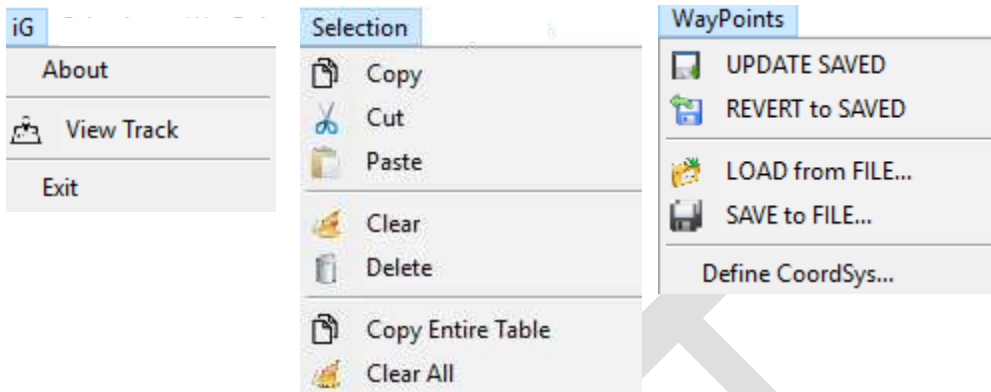 iG
About
View Track
Exit
Selection
Copy
Cut
Paste
Clear
Delete
Copy Entire Table
Clear All
WayPoints
UPDATE SAVED
REVERT to SAVED
LOAD from FILE...
SAVE to FILE...
Define CoordSys...